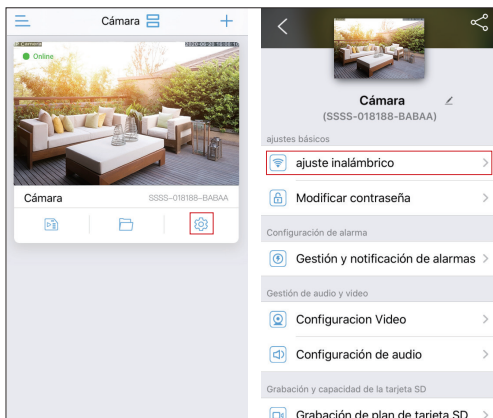 Cámara
IP Camera
Online
Cámara
SSSS-018188-BABAA
Cámara
(SSSS-018188-BABAA)
ajustes básicos
ajuste inalámbrico
Modificar contraseña
Configuración de alarma
Gestión y notificación de alarmas
Gestión de audio y video
Configuracion Video
Configuración de audio
Grabación y capacidad de la tarjeta SD
Grabación de plan de tarjeta SD